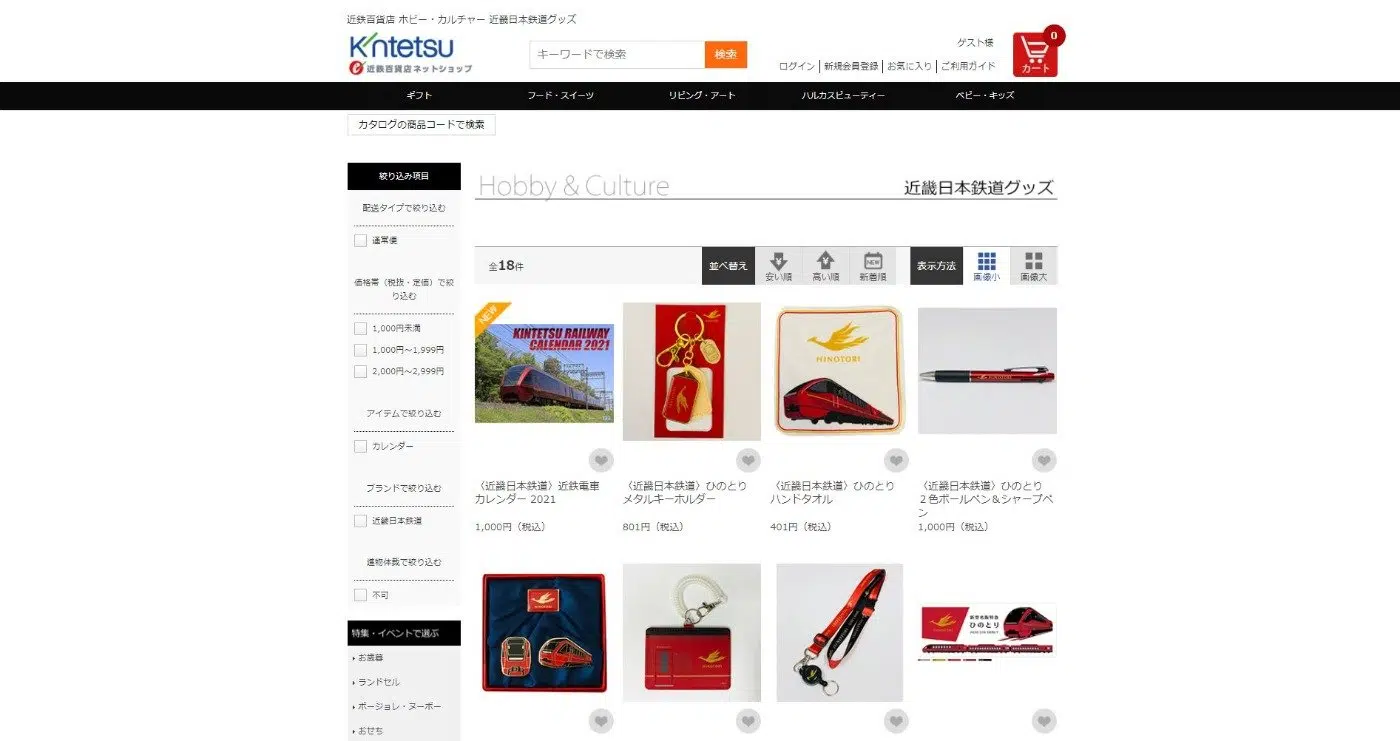 近鉄百貨店 ホビー・カルチャー 近畿日本鉄道グッズ
Kintetsu
近鉄百貨店ネットショップ
キーワードで検索
検索
ゲスト様
ログイン
新規会員登録
お気に入り
ご利用ガイド
0
カート
ギフト
フード・スイーツ
リビング・アート
ハルカスビューティー
ベビー・キッズ
カタログの商品コードで検索
絞り込み項目
配送タイプで絞り込む
通常便
価格帯（税抜・定価）で絞
り込む
1,000円未満
1,000円～1,999円
2,000円～2,999円
アイテムで絞り込む
カレンダー
ブランドで絞り込む
近畿日本鉄道
進物体裁で絞り込む
不可
特集・イベントで選ぶ
お歳暮
ランドセル
ボージョレ・ヌーボー
おせち
Hobby & Culture
近畿日本鉄道グッズ
全18件
並べ替え
安い順
高い順
NEW
新着順
表示方法
画像小
画像大
NEW
KINTETSU RAILWAY
CALENDAR 2021
HINOTORI
〈近畿日本鉄道〉近鉄電車
カレンダー 2021
1,000円（税込）
〈近畿日本鉄道〉ひのとり
メタルキーホルダー
801円（税込）
〈近畿日本鉄道〉ひのとり
ハンドタオル
401円（税込）
〈近畿日本鉄道〉ひのとり
２色ボールペン＆シャープペ
ン
1,000円（税込）
HINOTORI
ひのとり